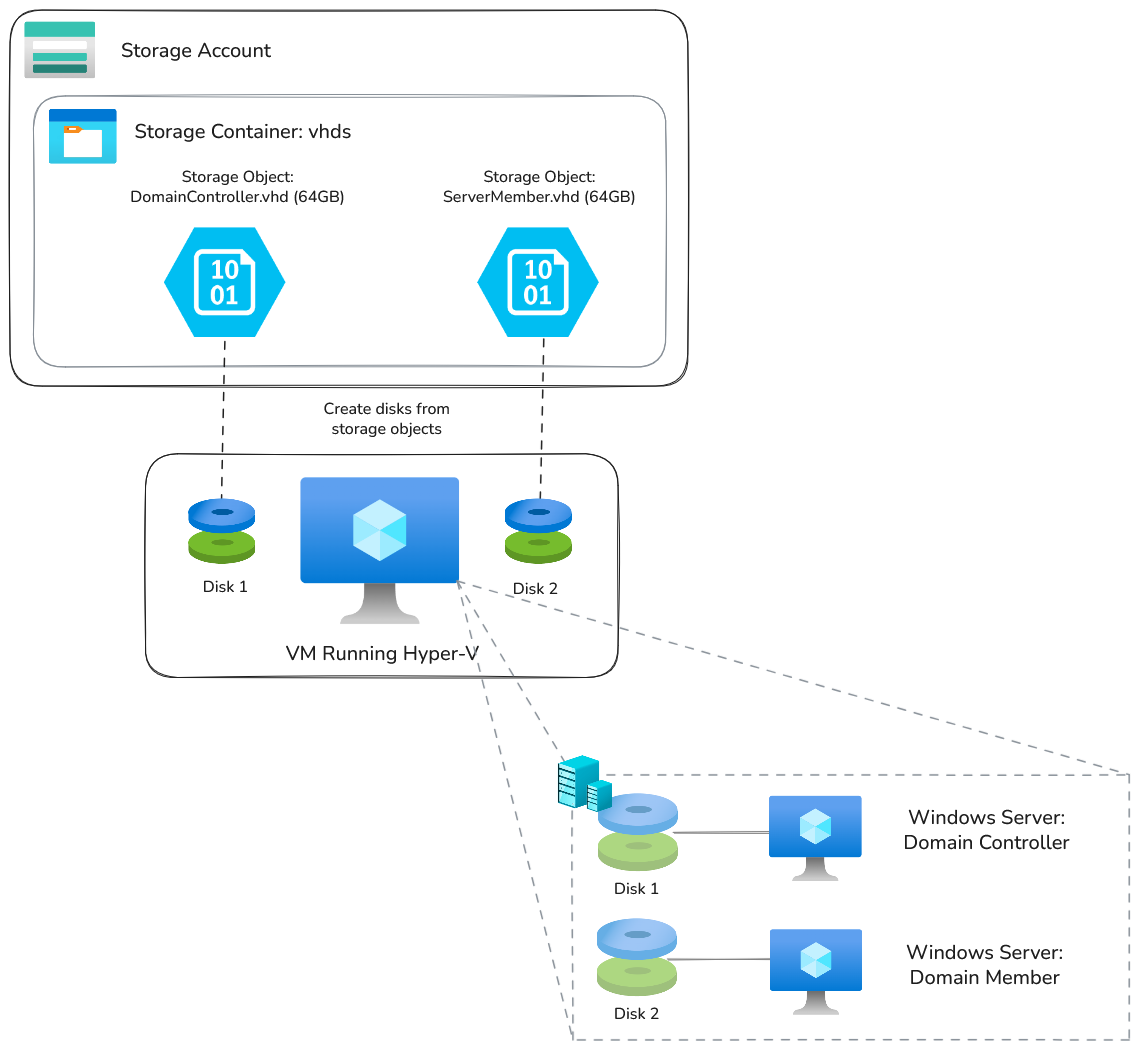 Storage Account
Storage Container: vhds
Storage Object:
DomainController.vhd (64GB)
Storage Object:
ServerMember.vhd (64GB)
10
01
10
01
Create disks from
storage objects
Disk 1
Disk 2
VM Running Hyper-V
Windows Server:
Domain Controller
Disk 1
Windows Server:
Domain Member
Disk 2